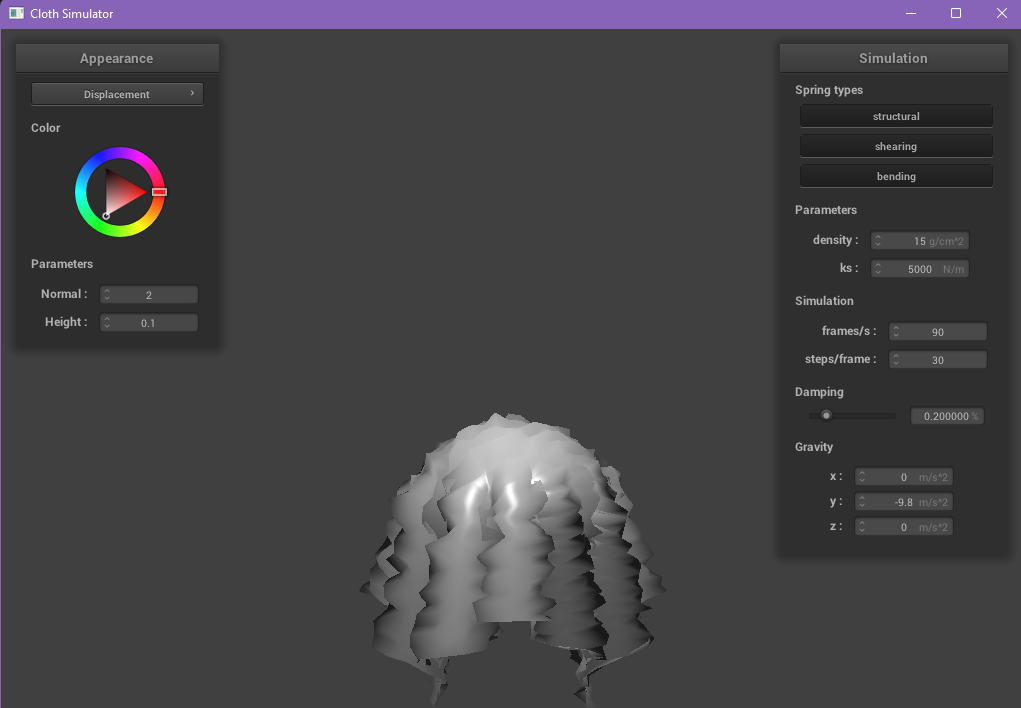 Cloth Simulator
Appearance
Displacement
Color
Parameters
Normal : 2
Height : 0.1
Simulation
Spring types
structural
shearing
bending
Parameters
density : 15 g/cm^2
ks : 5000 N/m
Simulation
frames/s : 90
steps/frame : 30
Damping
0.200000 %
Gravity
x : 0 m/s^2
y : -9.8 m/s^2
z : 0 m/s^2